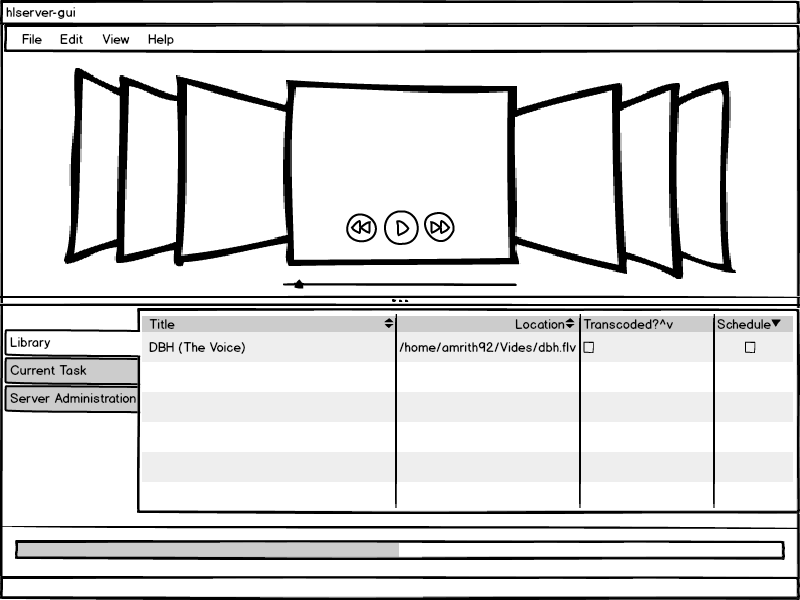 hlserver-gui
File Edit View Help
Title Location Transcoded?^v Schedule
Library
DBH (The Voice) /home/amrith92/Vides/dbh.flv
Current Task
Server Administration